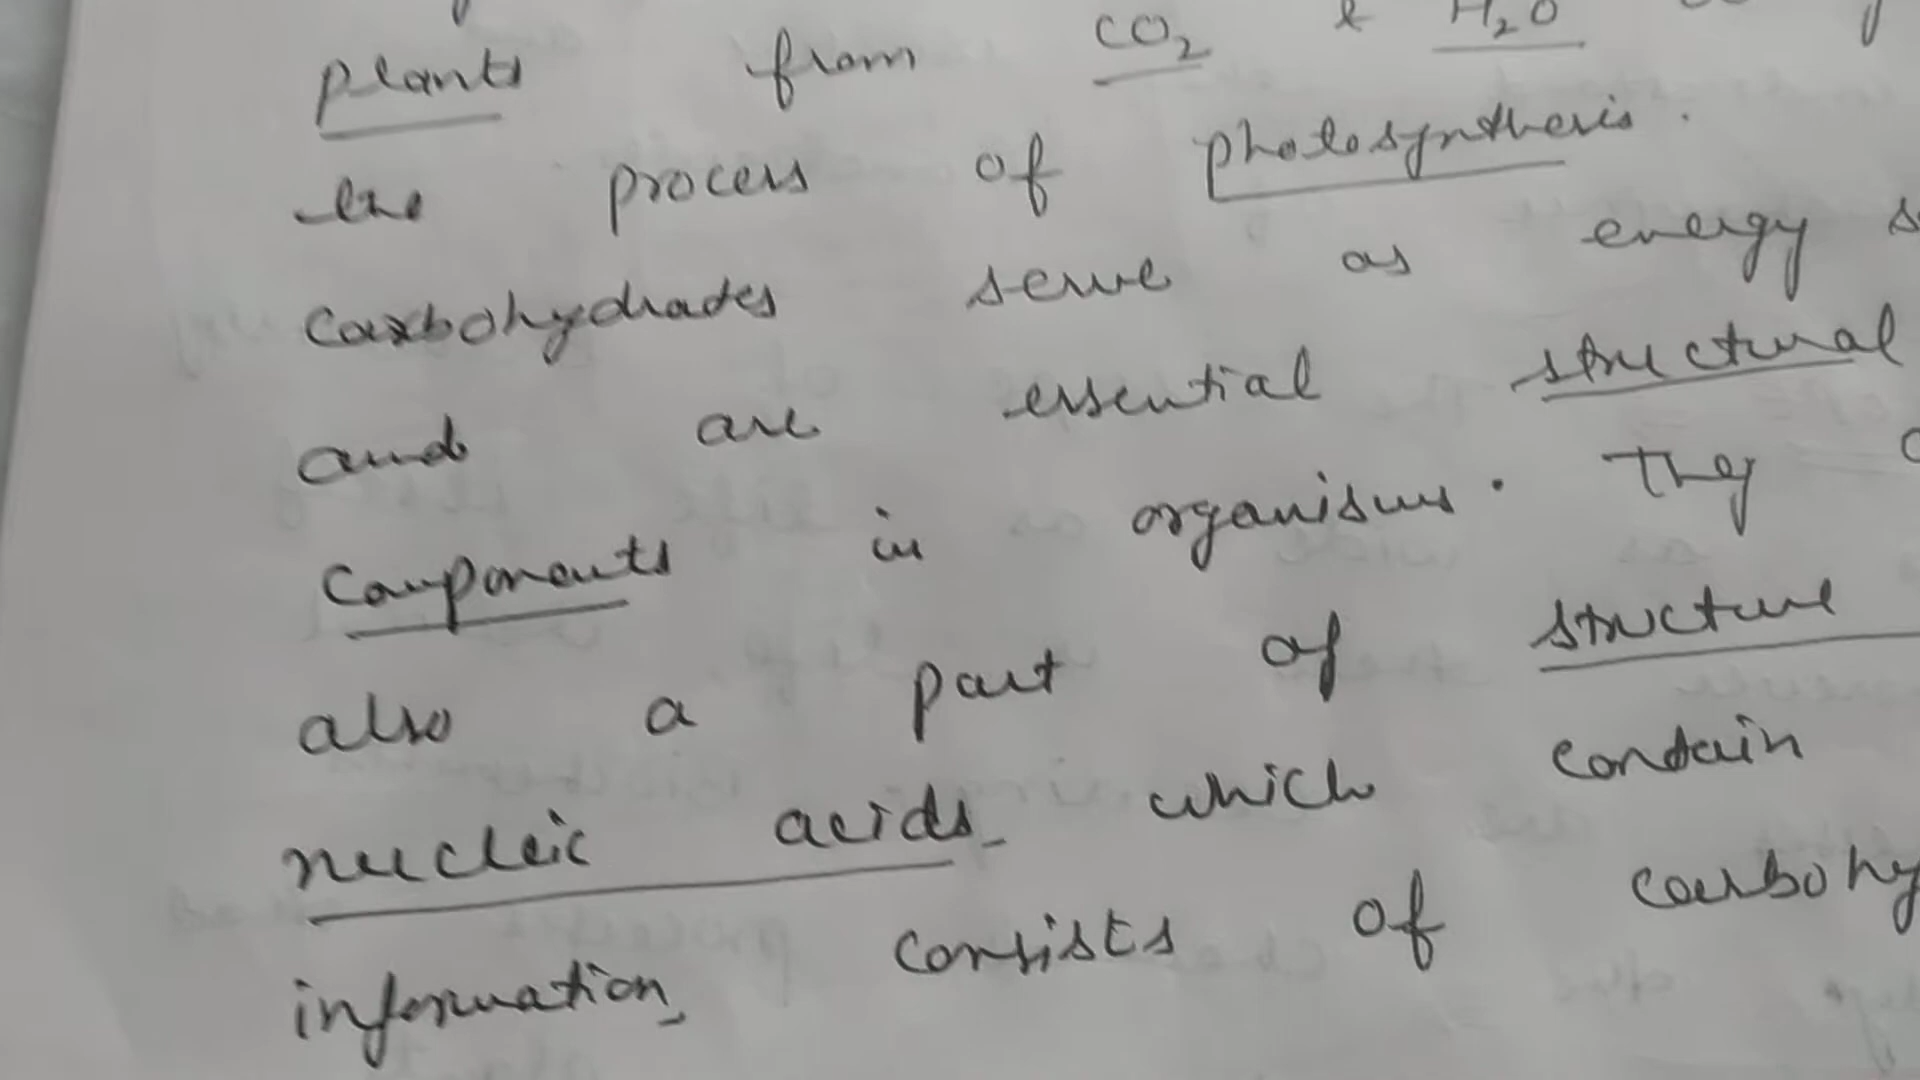 plants from CO2 & H2O
the process of photosynthesis.
Carbohydrates serve as energy
and are essential structural
components in organisms. They
also a part of structure
nucleic acids which contain
information consists of carbohy